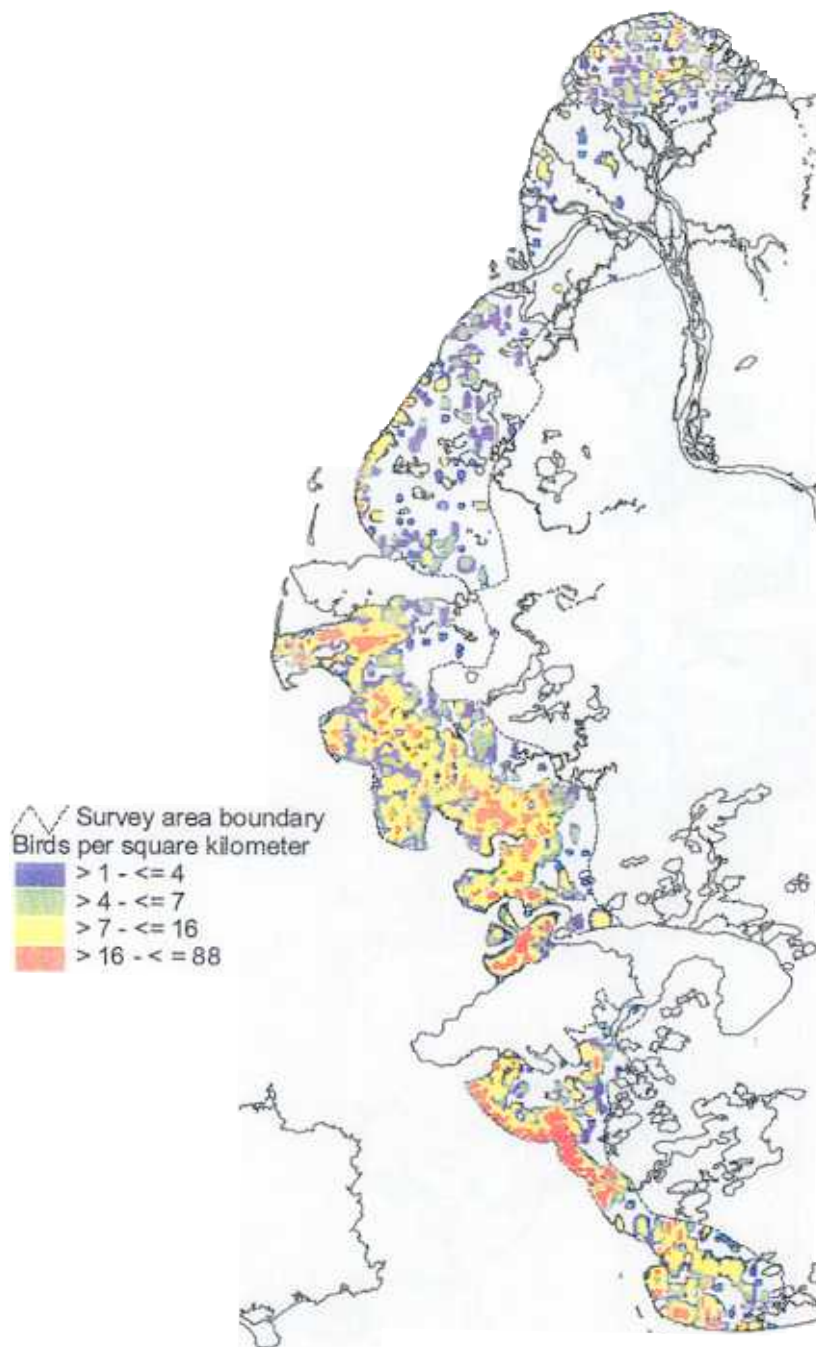 Survey area boundary
Birds per square kilometer
> 1 - <= 4
> 4 - <= 7
> 7 - <= 16
> 16 - < = 88